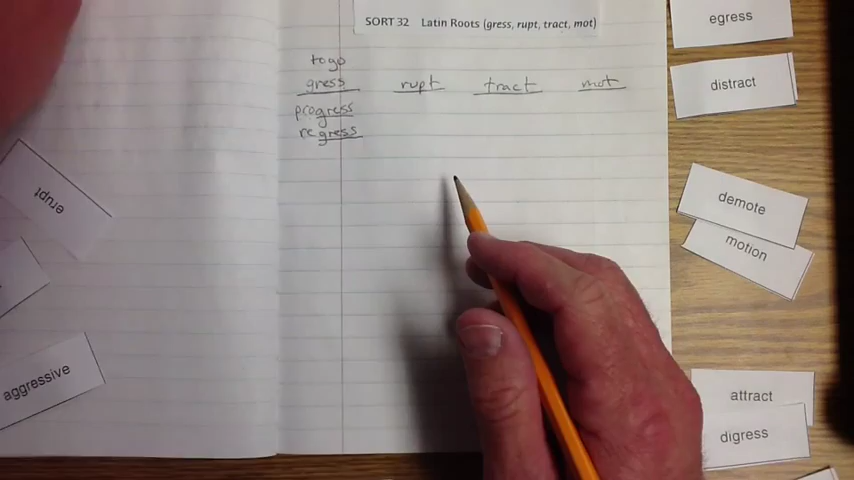 SORT 32 Latin Roots (gress, rupt, tract, mot)
to go
gress rupt tract mot
progress
regress
egress
distract
demote
motion
attract
digress
erupt
aggressive